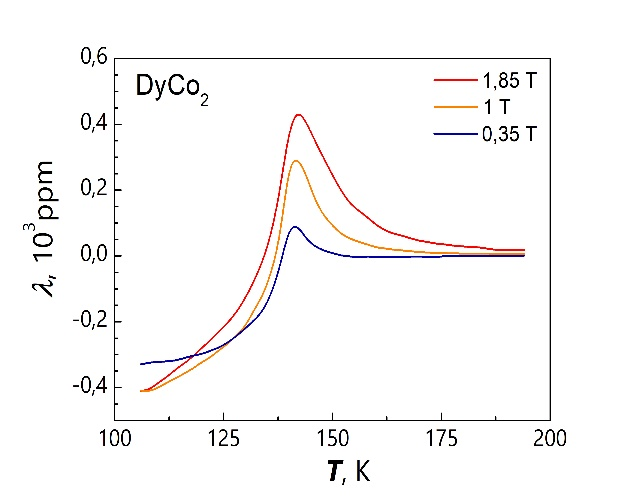 DyCo₂
1,85 T
1 T
0,35 T
0,6
0,4
0,2
0,0
-0,2
-0,4
λ, 10³ppm
100 125 150 175 200
T, K